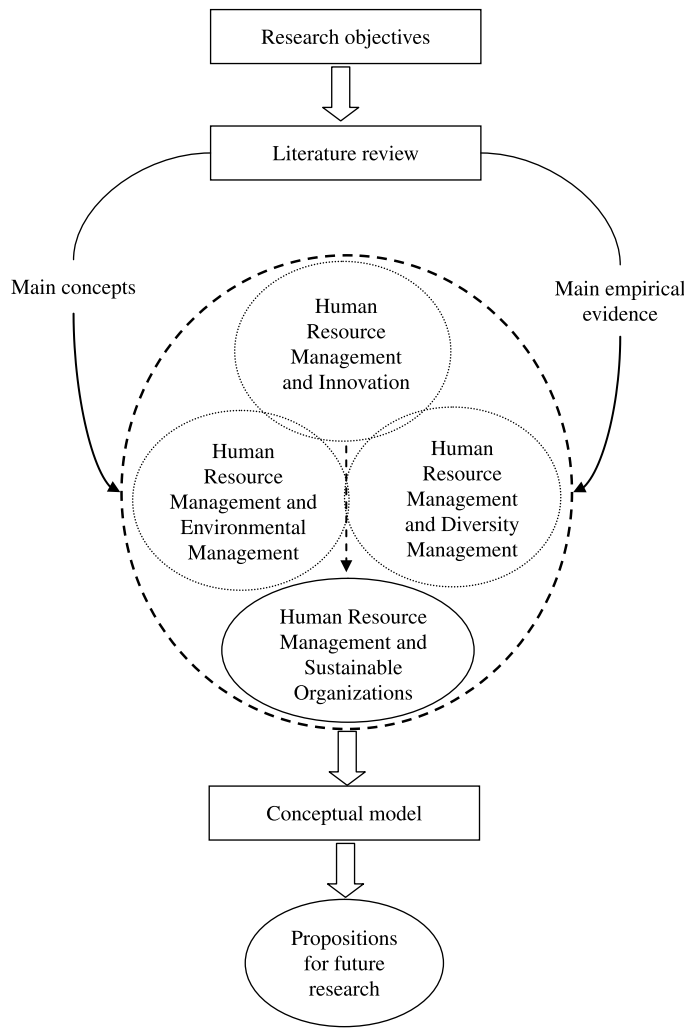 Research objectives
Literature review
Main concepts
Main empirical
evidence
Human
Resource
Management
and Innovation
Human
Resource
Management and
Environmental
Management
Human
Resource
Management
and Diversity
Management
Human Resource
Management and
Sustainable
Organizations
Conceptual model
Propositions
for future
research